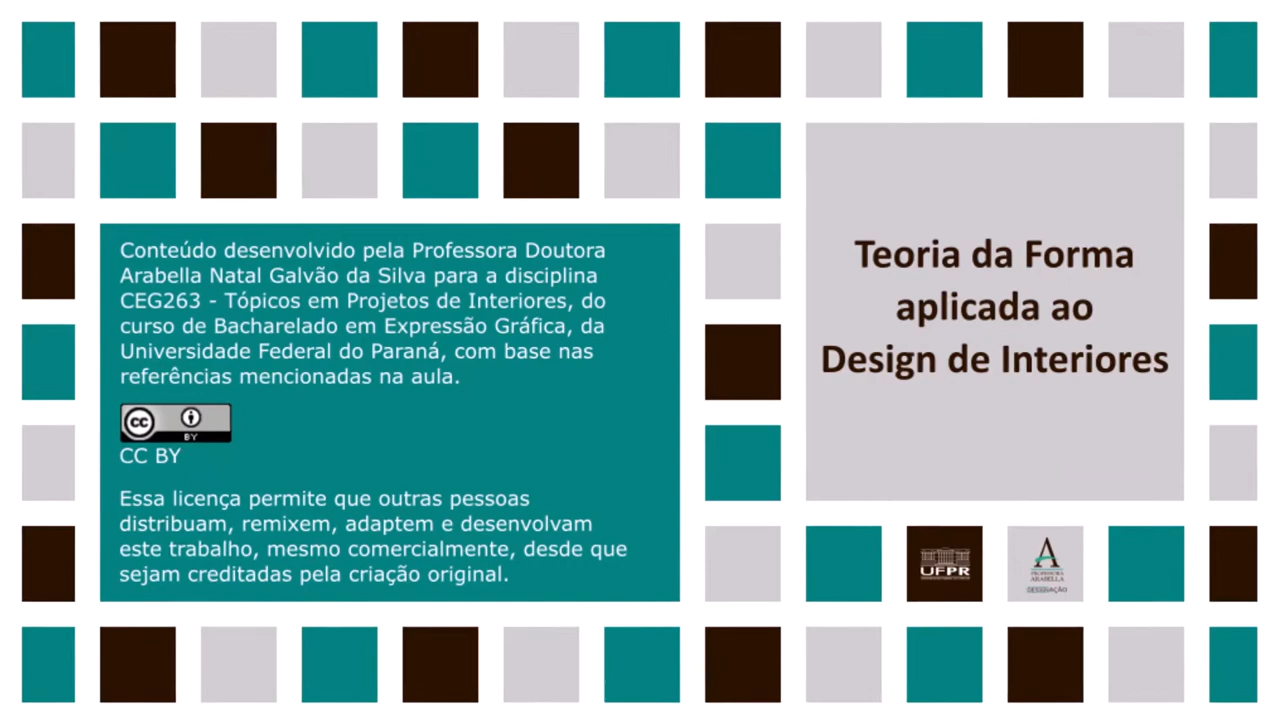 Conteúdo desenvolvido pela Professora Doutora
Arabella Natal Galvão da Silva para a disciplina
CEG263 - Tópicos em Projetos de Interiores, do
curso de Bacharelado em Expressão Gráfica, da
Universidade Federal do Paraná, com base nas
referências mencionadas na aula.
cc
BY
CC BY
Essa licença permite que outras pessoas
distribuam, remixem, adaptem e desenvolvam
este trabalho, mesmo comercialmente, desde que
sejam creditadas pela criação original.
Teoria da Forma
aplicada ao
Design de Interiores
UFPR
A
PROFESSORA
ARABELLA